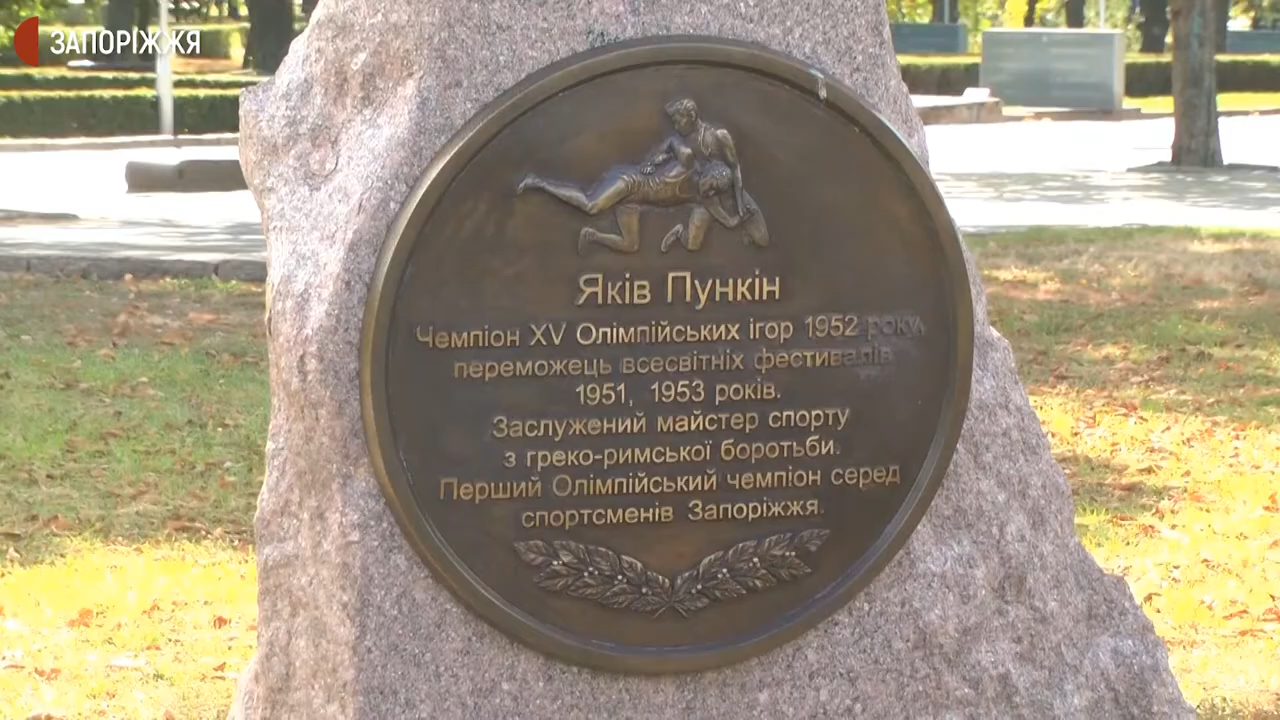 ЗАПОРІЖЖЯ
Яків Пункін
Чемпіон XV Олімпійських ігор 1952 року,
переможець всесвітніх фестивалів
1951, 1953 років.
Заслужений майстер спорту
з греко-римської боротьби.
Перший Олімпійський чемпіон серед
спортсменів Запоріжжя.